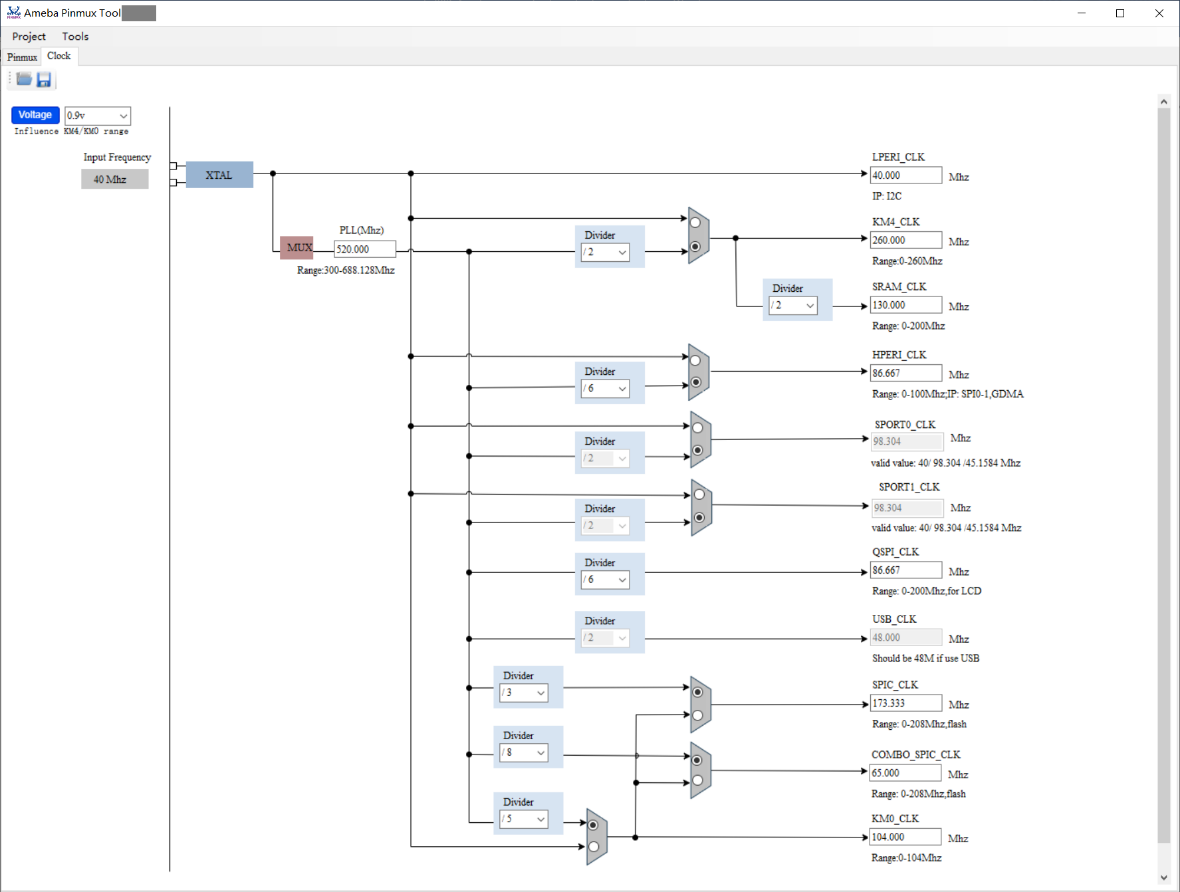 Ameba Pinmux Tool
Project Tools
Pinmux Clock
Voltage 0.9v
Influence KM4/KM0 range
Input Frequency
40 Mhz
XTAL
LPERI_CLK
40.000 Mhz
IP: I2C
MUX
PLL(Mhz)
520.000
Range:300-688.128Mhz
Divider
/ 2
KM4_CLK
260.000 Mhz
Range:0-260Mhz
Divider
/ 2
SRAM_CLK
130.000 Mhz
Range: 0-200Mhz
Divider
/ 6
HPERI_CLK
86.667 Mhz
Range: 0-100Mhz;IP: SPI0-1,GDMA
Divider
/ 2
SPORT0_CLK
98.304 Mhz
valid value: 40/ 98.304 /45.1584 Mhz
Divider
/ 2
SPORT1_CLK
98.304 Mhz
valid value: 40/ 98.304 /45.1584 Mhz
Divider
/ 6
QSPI_CLK
86.667 Mhz
Range: 0-200Mhz,for LCD
Divider
/ 2
USB_CLK
48.000 Mhz
Should be 48M if use USB
Divider
/ 3
SPIC_CLK
173.333 Mhz
Range: 0-208Mhz,flash
Divider
/ 8
COMBO_SPIC_CLK
65.000 Mhz
Range: 0-208Mhz,flash
Divider
/ 5
KM0_CLK
104.000 Mhz
Range:0-104Mhz